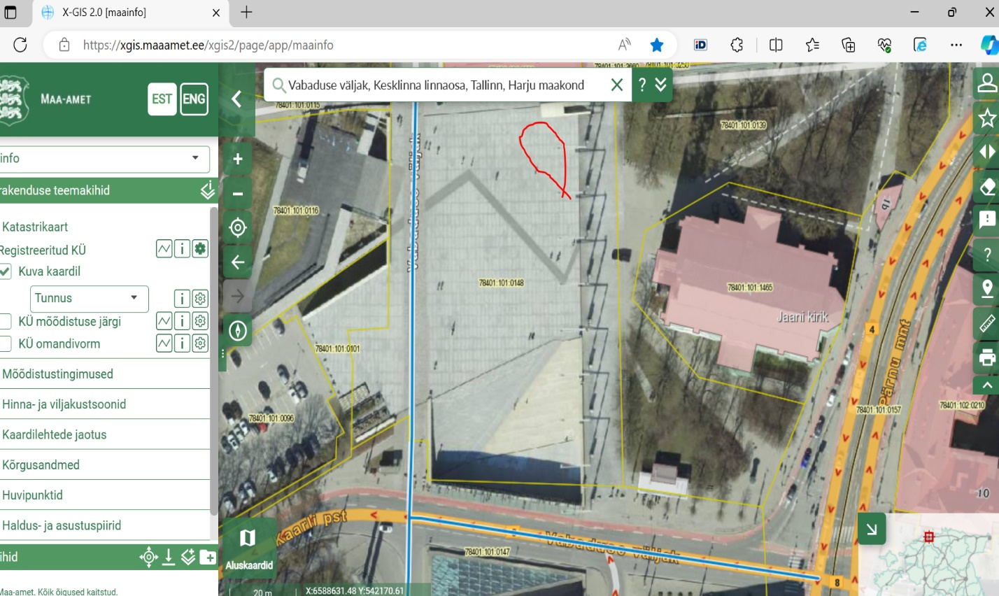 X-GIS 2.0 [maainfo]
https://xgis.maaamet.ee/xgis2/page/app/maainfo
MAA-AMET
EST
ENG
info
Vabaduse väljak, Kesklinna linnaosa, Tallinn, Harju maakond
?
rakenduse teemakihid
Katastrikaart
Registreeritud KÜ
Kuva kaardil
Tunnus
KÜ mõõdistuse järgi
KÜ omandivorm
Mõõdistustingimused
Hinna- ja viljakustsoonid
Kaardilehtede jaotus
Kõrgusandmed
Huvipunktid
Haldus- ja asustuspiirid
ihid
Maa-amet. Kõik õigused kaitstud.
78401:101:0115
78401:101:0139
78401:101:0116
Vabaduse väljak
1b
78401:101:0148
78401:101:1465
Jaani kirik
4
Pärnu mnt
78401:101:0101
78401:101:0096
78401:101:0157
78401:102:0210
10
Kaarli pst
Vabaduse väljak
78401:101:0147
8
Aluskaardid
20 m
X:6588631.48 Y:542170.61